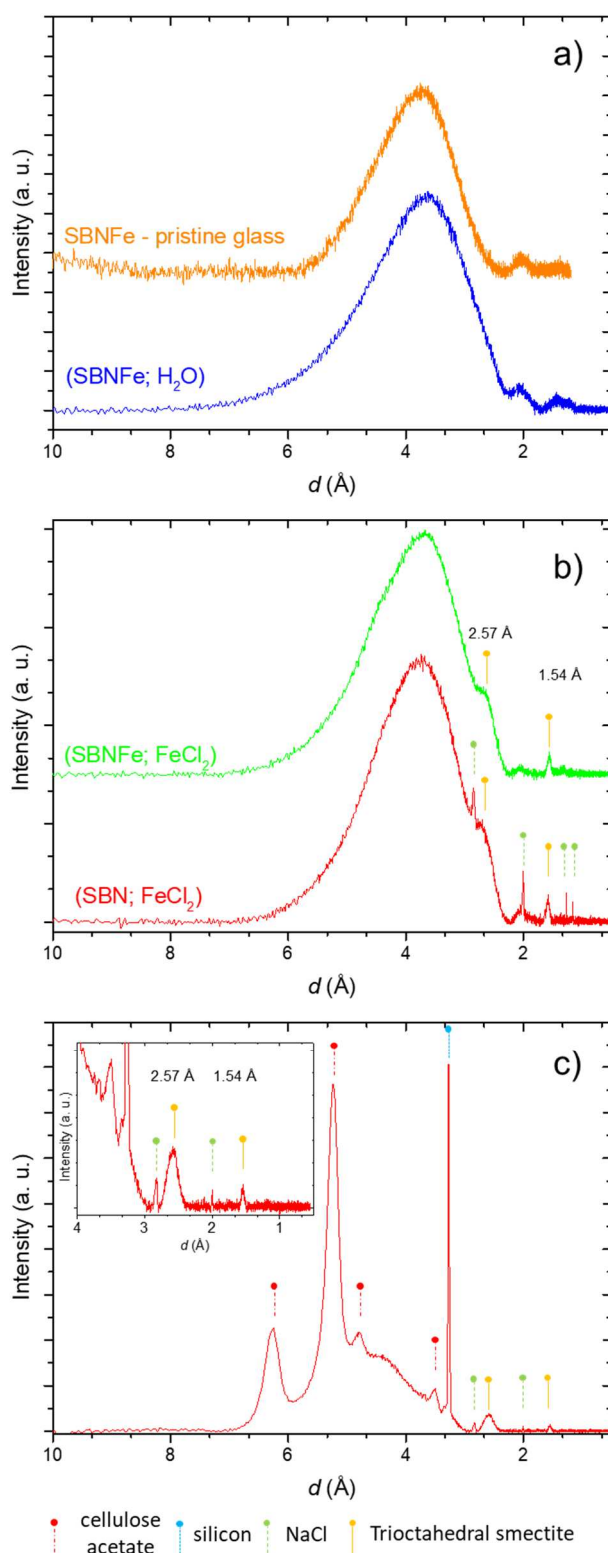 a)
Intensity (a. u.)
SBNFe - pristine glass
(SBNFe; H₂O)
10 8 6 4 2
d (Å)
b)
Intensity (a. u.)
2.57 Å
1.54 Å
(SBNFe; FeCl₂)
(SBN; FeCl₂)
10 8 6 4 2
d (Å)
c)
Intensity (a. u.)
2.57 Å 1.54 Å
Intensity (a. u.)
4 3 2 1
d (Å)
10 8 6 4 2
d (Å)
cellulose acetate
silicon
NaCl
Trioctahedral smectite